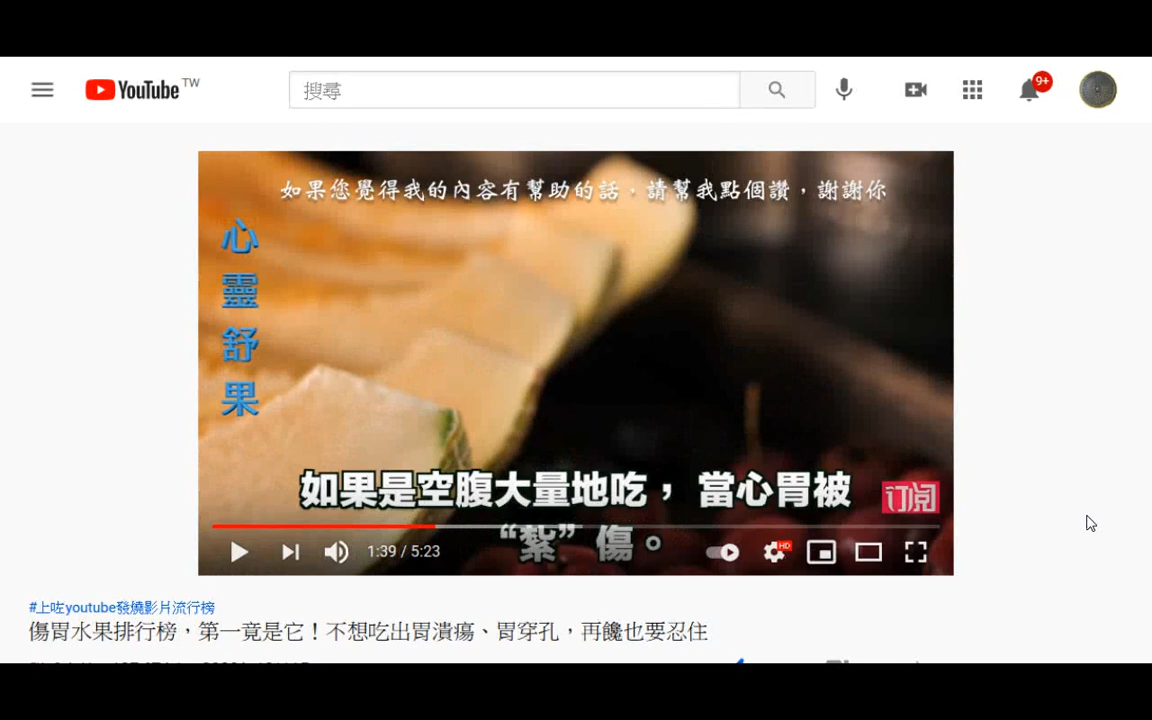 YouTube TW
搜尋
9+
如果您覺得我的內容有幫助的話，請幫我點個讚，謝謝你
心靈舒果
如果是空腹大量地吃， 當心胃被
“紮”傷。
订阅
1:39 / 5:23
HD
#上咗youtube發燒影片流行榜
傷胃水果排行榜，第一竟是它！不想吃出胃潰瘍、胃穿孔，再饞也要忍住